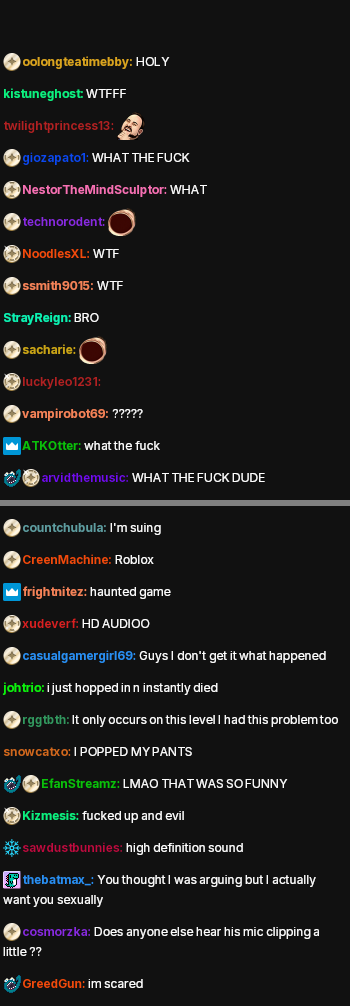 oolongteatimebby: HOLY
kistuneghost: WTFFF
twilightprincess13:
giozapato1: WHAT THE FUCK
NestorTheMindSculptor: WHAT
technorodent:
NoodlesXL: WTF
ssmith9015: WTF
StrayReign: BRO
sacharie:
luckyleo1231:
vampirobot69: ?????
ATKOtter: what the fuck
arvidthemusic: WHAT THE FUCK DUDE
countchubula: I'm suing
CreenMachine: Roblox
frightnitez: haunted game
xudeverf: HD AUDIOO
casualgamergirl69: Guys I don't get it what happened
johtrio: i just hopped in n instantly died
rggtbth: It only occurs on this level I had this problem too
snowcatxo: I POPPED MY PANTS
EfanStreamz: LMAO THAT WAS SO FUNNY
Kizmesis: fucked up and evil
sawdustbunnies: high definition sound
thebatmax_: You thought I was arguing but I actually
want you sexually
cosmorzka: Does anyone else hear his mic clipping a
little ??
GreedGun: im scared